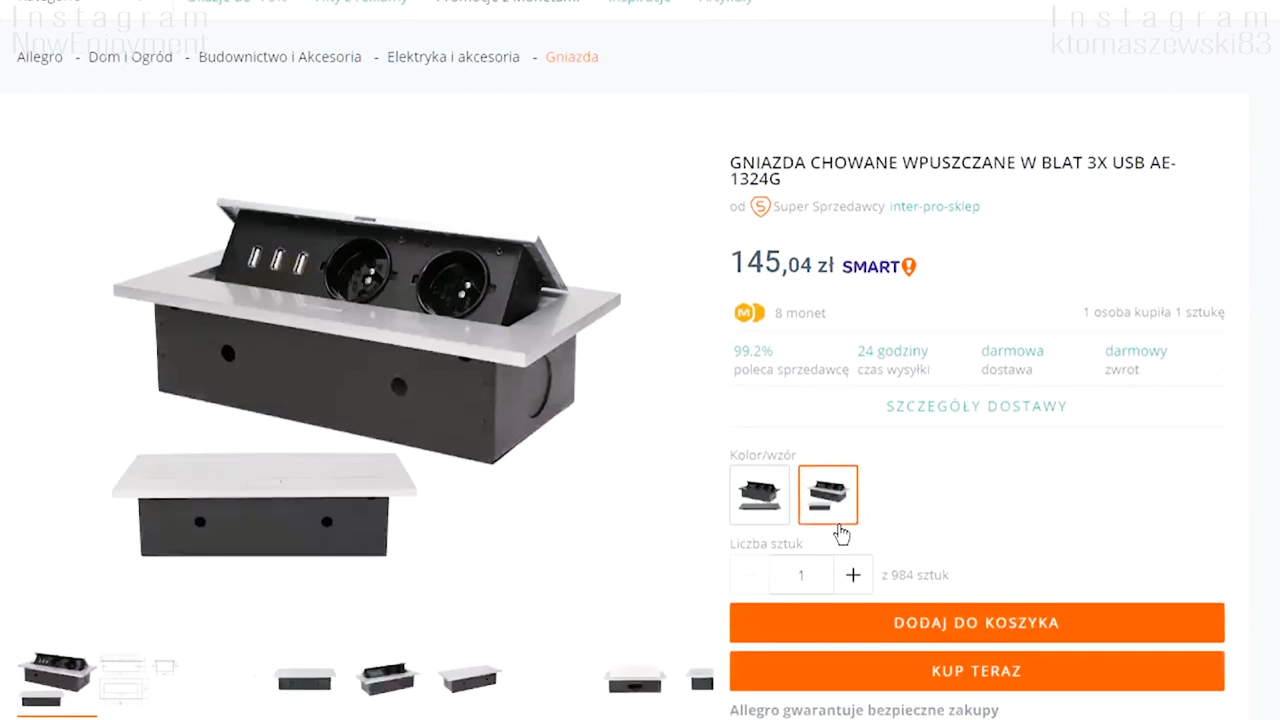 Instagram
NowEnjoyment
Instagram
ktomaszewski83
Allegro - Dom i Ogród - Budownictwo i Akcesoria - Elektryka i akcesoria - Gniazda
GNIAZDA CHOWANE WPUSZCZANE W BLAT 3X USB AE-
1324G
od S Super Sprzedawcy inter-pro-sklep
145,04 zł SMART!
M 8 monet 1 osoba kupiła 1 sztukę
99,2% 24 godziny darmowa darmowy
poleca sprzedawcę czas wysyłki dostawa zwrot
SZCZEGÓŁY DOSTAWY
Kolor/wzór
Liczba sztuk
1 + z 984 sztuk
DODAJ DO KOSZYKA
KUP TERAZ
Allegro gwarantuje bezpieczne zakupy